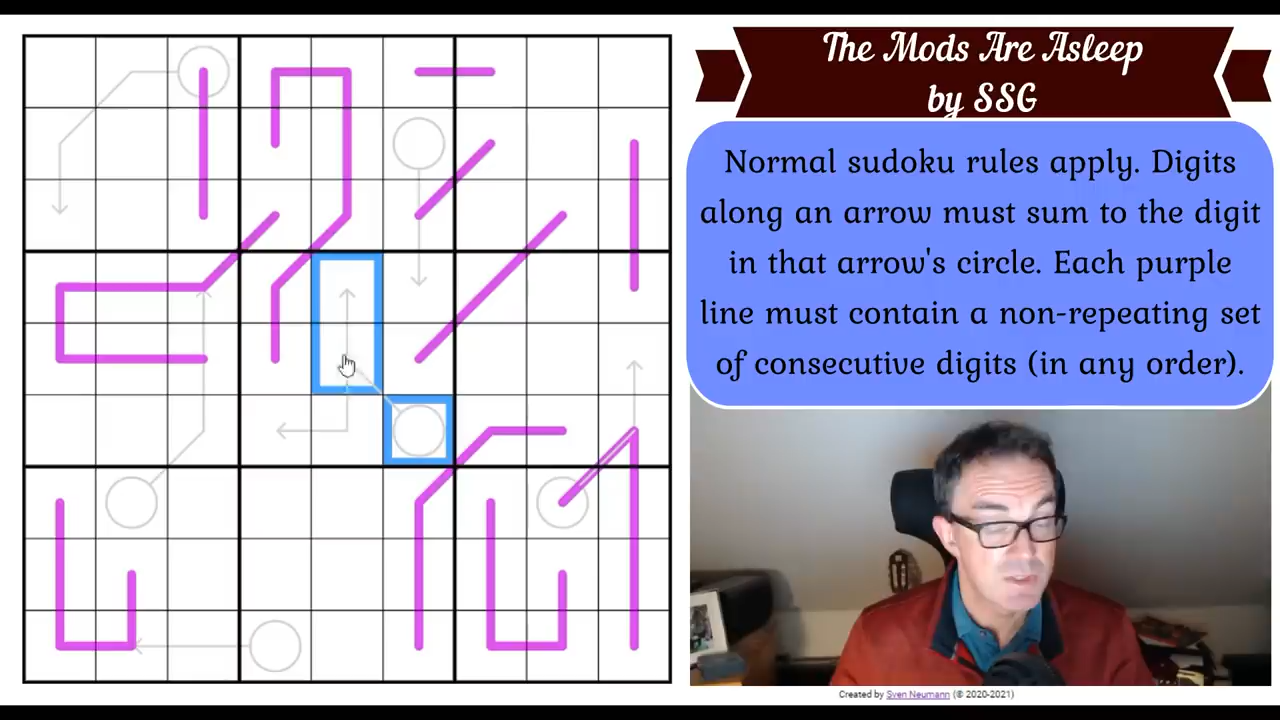 The Mods Are Asleep
by SSG
Normal sudoku rules apply. Digits
along an arrow must sum to the digit
in that arrow's circle. Each purple
line must contain a non-repeating set
of consecutive digits (in any order).
Created by Sven Neumann (© 2020-2021)